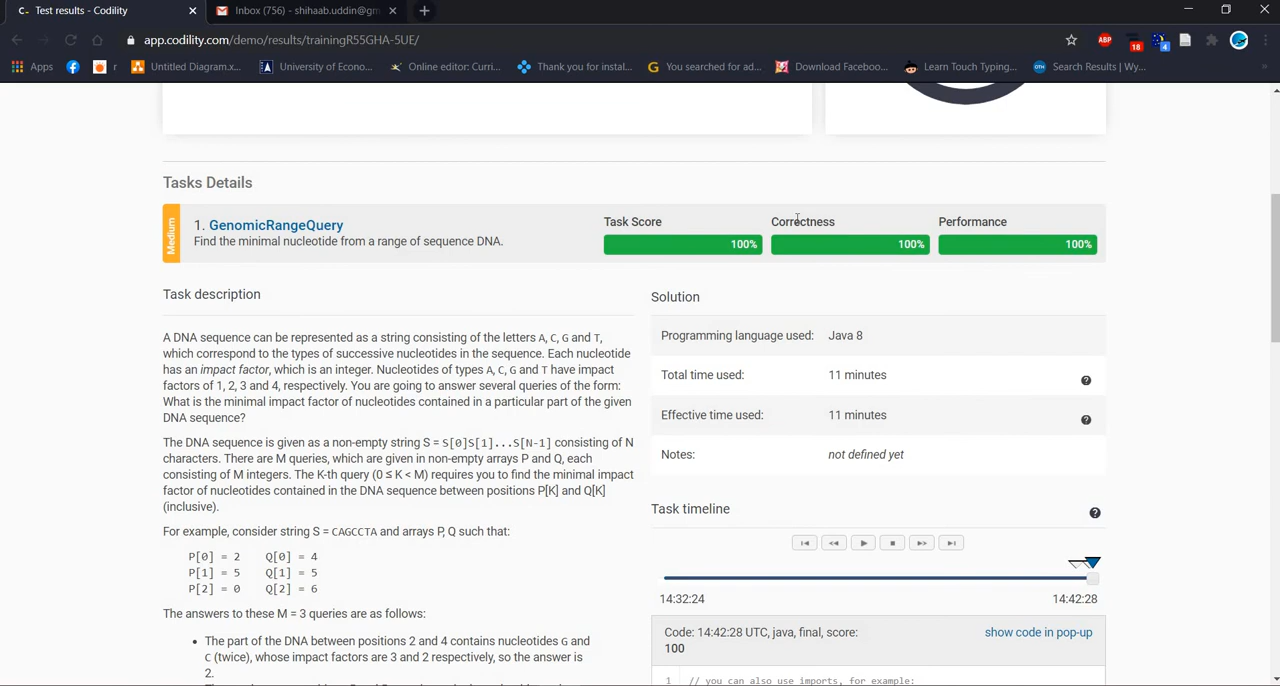 Test results - Codility
Inbox (756) - shihaab.uddin@gm
app.codility.com/demo/results/trainingR55GHA-5UE/
ABP
18
4
Apps
r
Untitled Diagram.x...
University of Econo...
Online editor: Curri...
Thank you for instal...
You searched for ad...
Download Faceboo...
Learn Touch Typing...
OTH
Search Results | Wy...
Tasks Details
Medium
1. GenomicRangeQuery
Find the minimal nucleotide from a range of sequence DNA.
Task Score
Correctness
Performance
100%
100%
100%
Task description
A DNA sequence can be represented as a string consisting of the letters A, C, G and T,
which correspond to the types of successive nucleotides in the sequence. Each nucleotide
has an impact factor, which is an integer. Nucleotides of types A, C, G and T have impact
factors of 1, 2, 3 and 4, respectively. You are going to answer several queries of the form:
What is the minimal impact factor of nucleotides contained in a particular part of the given
DNA sequence?
The DNA sequence is given as a non-empty string S = S[0]S[1]...S[N-1] consisting of N
characters. There are M queries, which are given in non-empty arrays P and Q, each
consisting of M integers. The K-th query (0 ≤ K < M) requires you to find the minimal impact
factor of nucleotides contained in the DNA sequence between positions P[K] and Q[K]
(inclusive).
For example, consider string S = CAGCCTA and arrays P, Q such that:
P[0] = 2 Q[0] = 4
P[1] = 5 Q[1] = 5
P[2] = 0 Q[2] = 6
The answers to these M = 3 queries are as follows:
• The part of the DNA between positions 2 and 4 contains nucleotides G and
C (twice), whose impact factors are 3 and 2 respectively, so the answer is
2.
Solution
Programming language used: Java 8
Total time used: 11 minutes
Effective time used: 11 minutes
Notes: not defined yet
Task timeline
14:32:24
14:42:28
Code: 14:42:28 UTC, java, final, score:
100
show code in pop-up
1 // you can also use imports, for example: